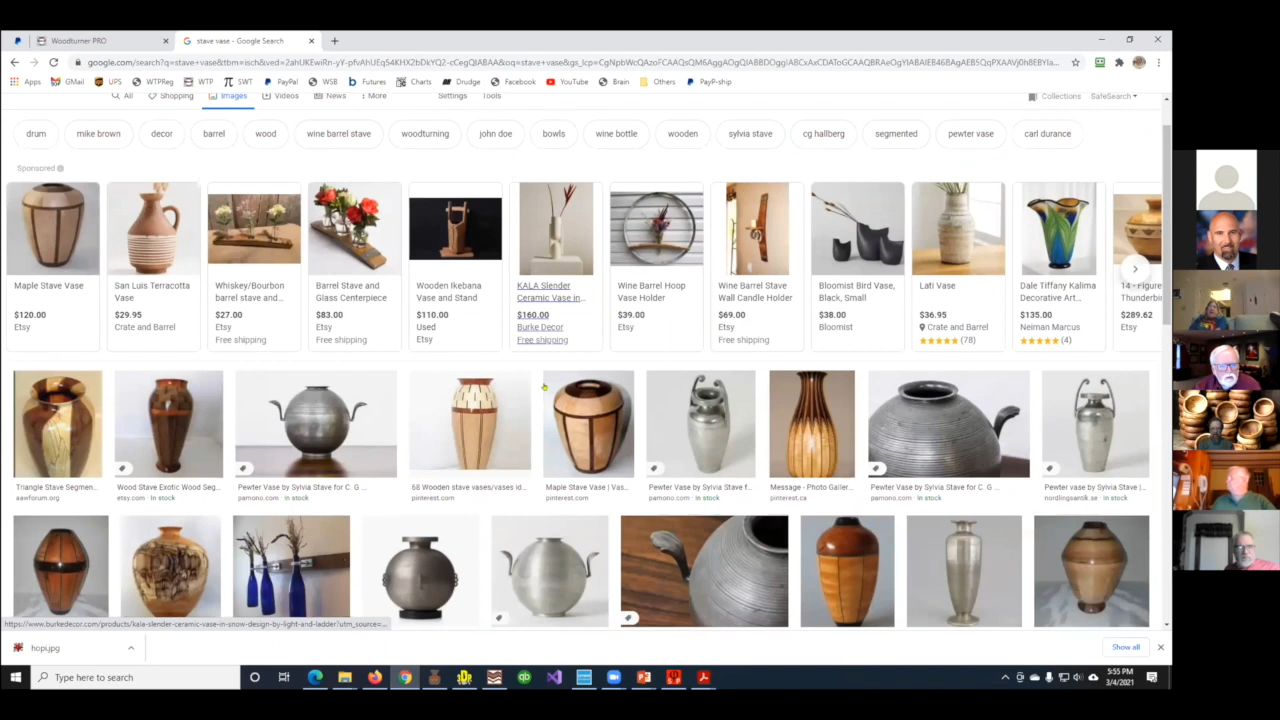 Woodturner PRO
stave vase - Google Search
Apps GMail UPS WTPReg WTP SWT PayPal WSB Futures Charts Drudge Facebook YouTube Brain Others PayP-ship
All Shopping Images Videos News More Settings Tools Collections SafeSearch
drum mike brown decor barrel wood wine barrel stave woodturning john doe bowls wine bottle wooden sylvia stave cg hallberg segmented pewter vase carl durance
Sponsored
Maple Stave Vase
$120.00
Etsy
San Luis Terracotta
Vase
$29.95
Crate and Barrel
Whiskey/Bourbon
barrel stave and...
$27.00
Etsy
Free shipping
Barrel Stave and
Glass Centerpiece
$83.00
Etsy
Free shipping
Wooden Ikebana
Vase and Stand
$110.00
Used
Etsy
KALA Slender
Ceramic Vase in...
$160.00
Burke Decor
Free shipping
Wine Barrel Hoop
Vase Holder
$39.00
Etsy
Wine Barrel Stave
Wall Candle Holder
$69.00
Etsy
Free shipping
Bloomist Bird Vase,
Black, Small
$38.00
Bloomist
Lati Vase
$36.95
Crate and Barrel
(78)
Dale Tiffany Kalima
Decorative Art...
$135.00
Neiman Marcus
(4)
14 - Figure
Thunderbir
$289.62
Etsy
Triangle Stave Segmen...
aawforum.org
Wood Stave Exotic Wood Seg...
etsy.com · In stock
Pewter Vase by Sylvia Stave for C. G ...
pamono.com · In stock
68 Wooden stave vases/vases id...
pinterest.com
Maple Stave Vase | Vas...
pinterest.com
Pewter Vase by Sylvia Stave f...
pamono.com · In stock
Message - Photo Galler...
pinterest.ca
Pewter Vase by Sylvia Stave for C. G ...
pamono.com · In stock
Pewter vase by Sylvia Stave |...
nordlingsantik.se · In stock
https://www.burkedecor.com/products/kala-slender-ceramic-vase-in-snow-design-by-light-and-ladder?utm_source=...
hopi.jpg
Show all
Type here to search
5:55 PM
3/4/2021